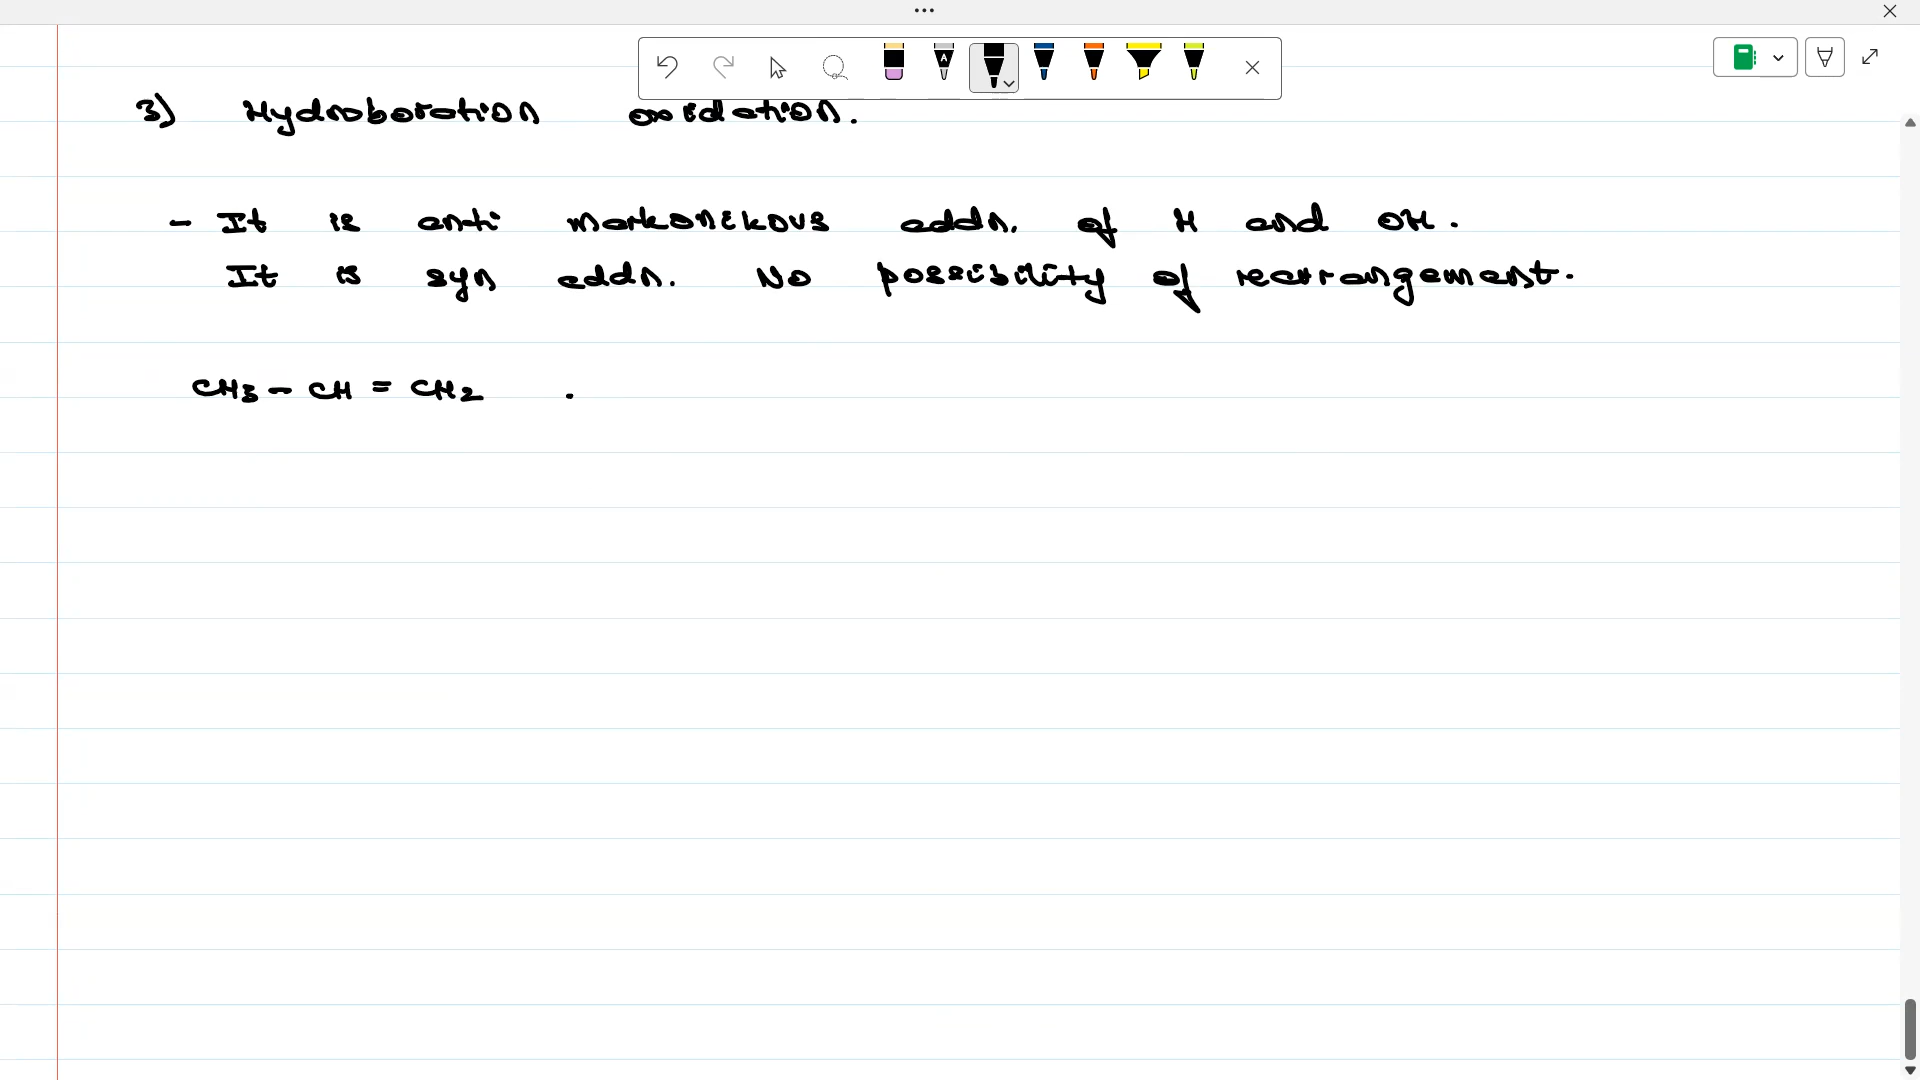 3) Hydroboration oxidation.
- It is anti markonikovs addn. of H and OH.
It is syn addn. No possibility of rearrangement.
CH3 - CH = CH2 .